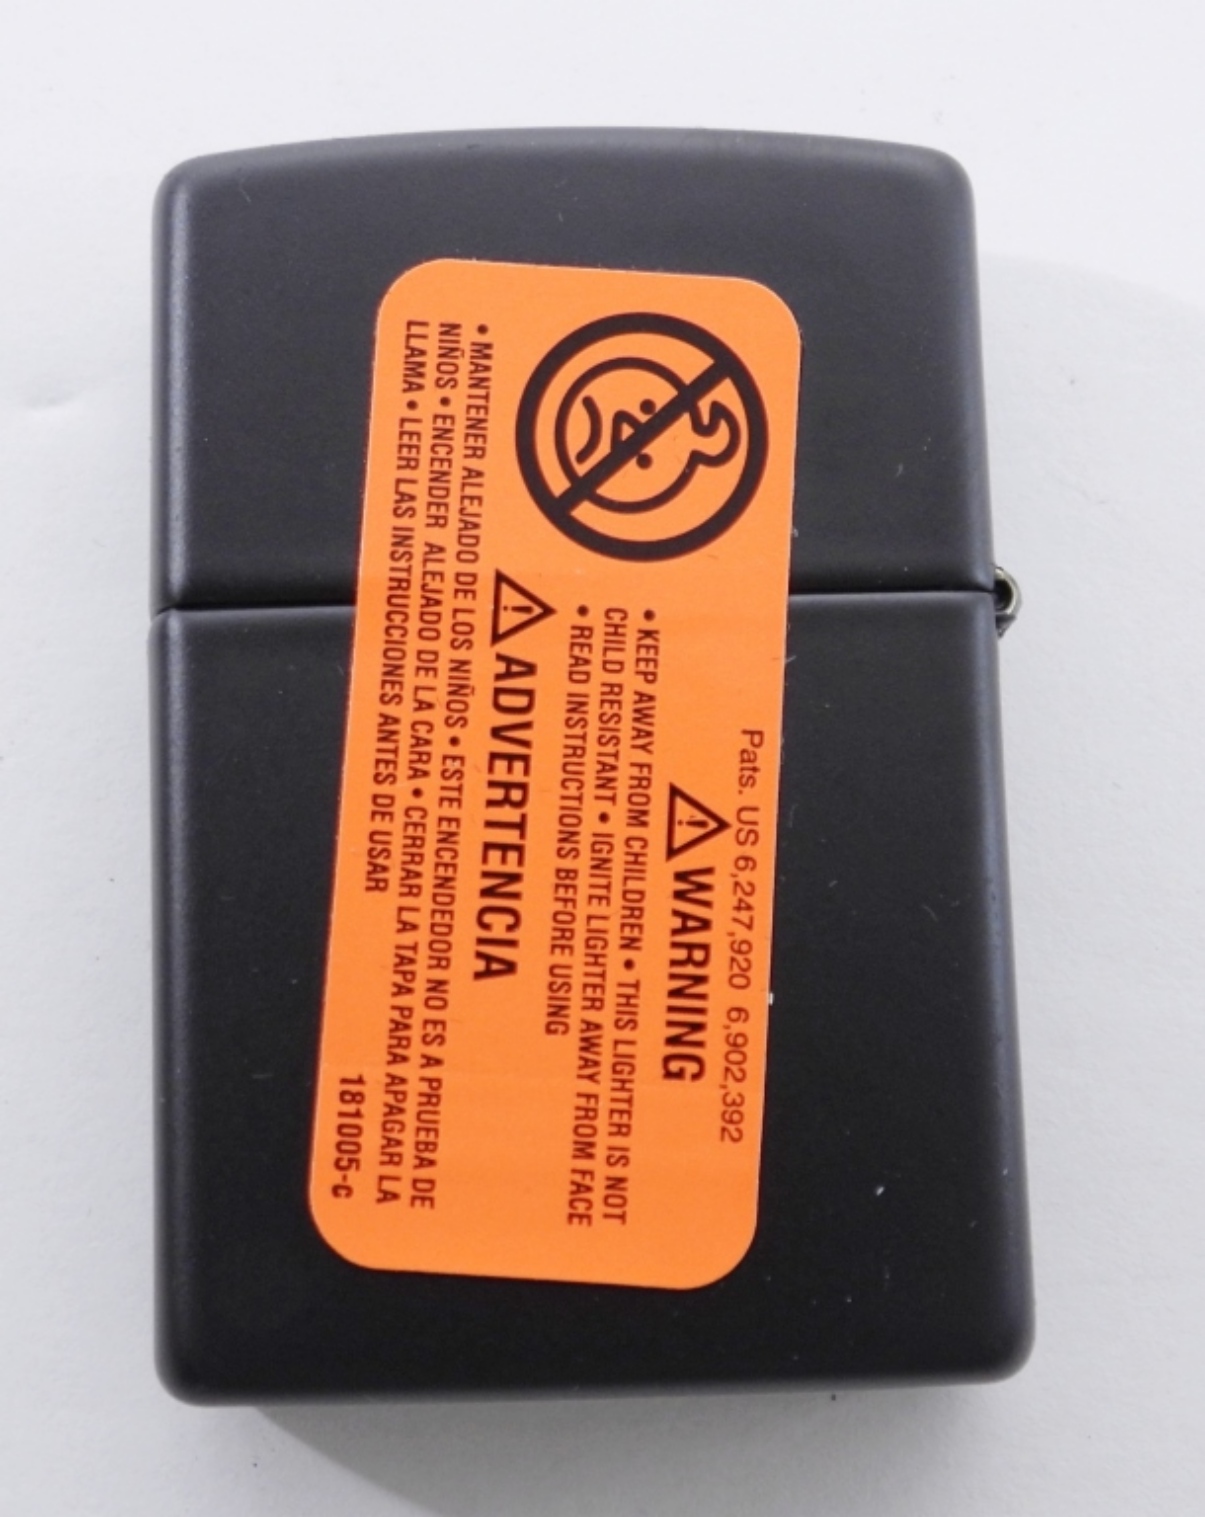 Pats. US 6,247,920 6,902,392
⚠ WARNING
• KEEP AWAY FROM CHILDREN • THIS LIGHTER IS NOT
CHILD RESISTANT • IGNITE LIGHTER AWAY FROM FACE
• READ INSTRUCTIONS BEFORE USING
⚠ ADVERTENCIA
• MANTENER ALEJADO DE LOS NIÑOS • ESTE ENCENDEDOR NO ES A PRUEBA DE
NIÑOS • ENCENDER ALEJADO DE LA CARA • CERRAR LA TAPA PARA APAGAR LA
LLAMA • LEER LAS INSTRUCCIONES ANTES DE USAR
181005-c